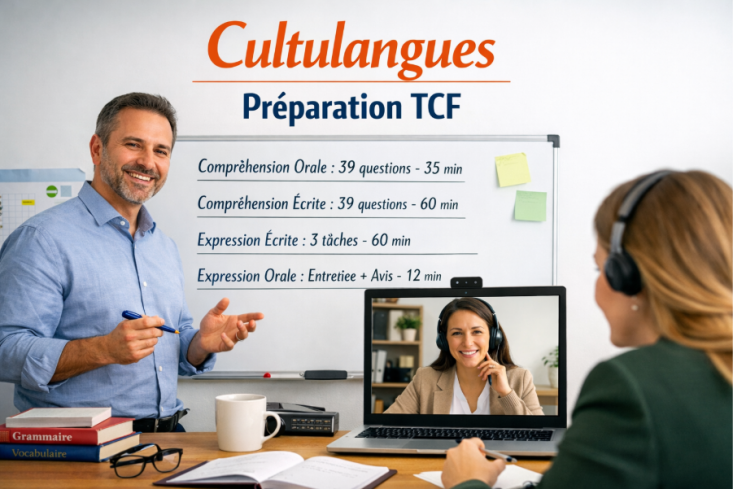 Cultulangues
Préparation TCF
Comprèhension Orale : 39 questions - 35 min
Compréhension Écrite : 39 questions - 60 min
Expression Écrite : 3 tâches - 60 min
Expression Orale : Entretiee + Avis - 12 min
Grammaire
Vocabulaire